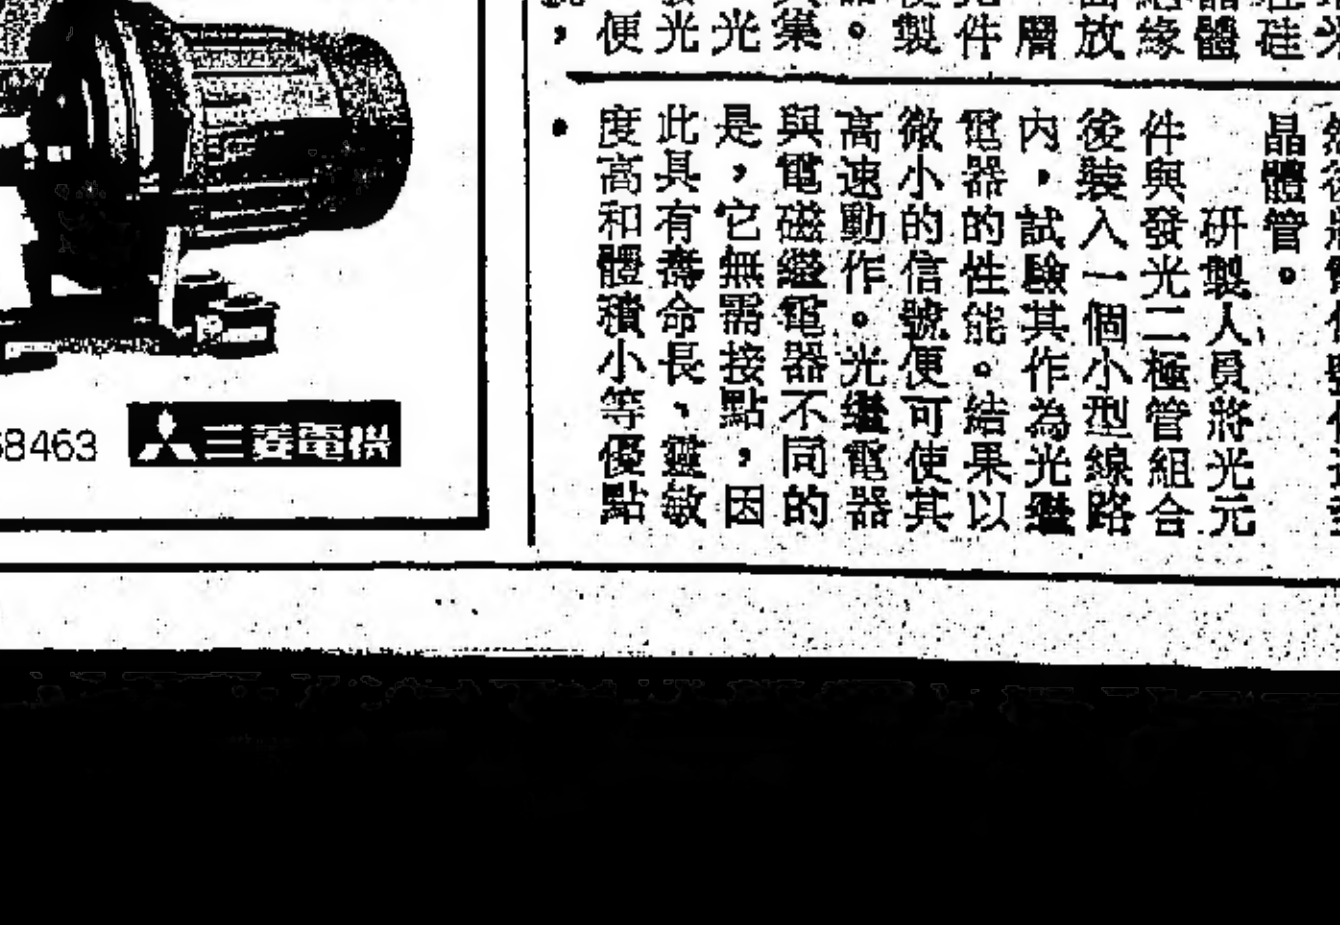 晶體管。
研製人員將光元
件與發光二極管組合
後裝入一個小型線路
內，試驗其作為光繼
電器的性能。結果以
微小的信號便可使其
高速動作。光繼電器
與電磁繼電器不同的
是，它無需接點，因
此具有壽命長、靈敏
度高和體積小等優點
。
68463
三菱電機